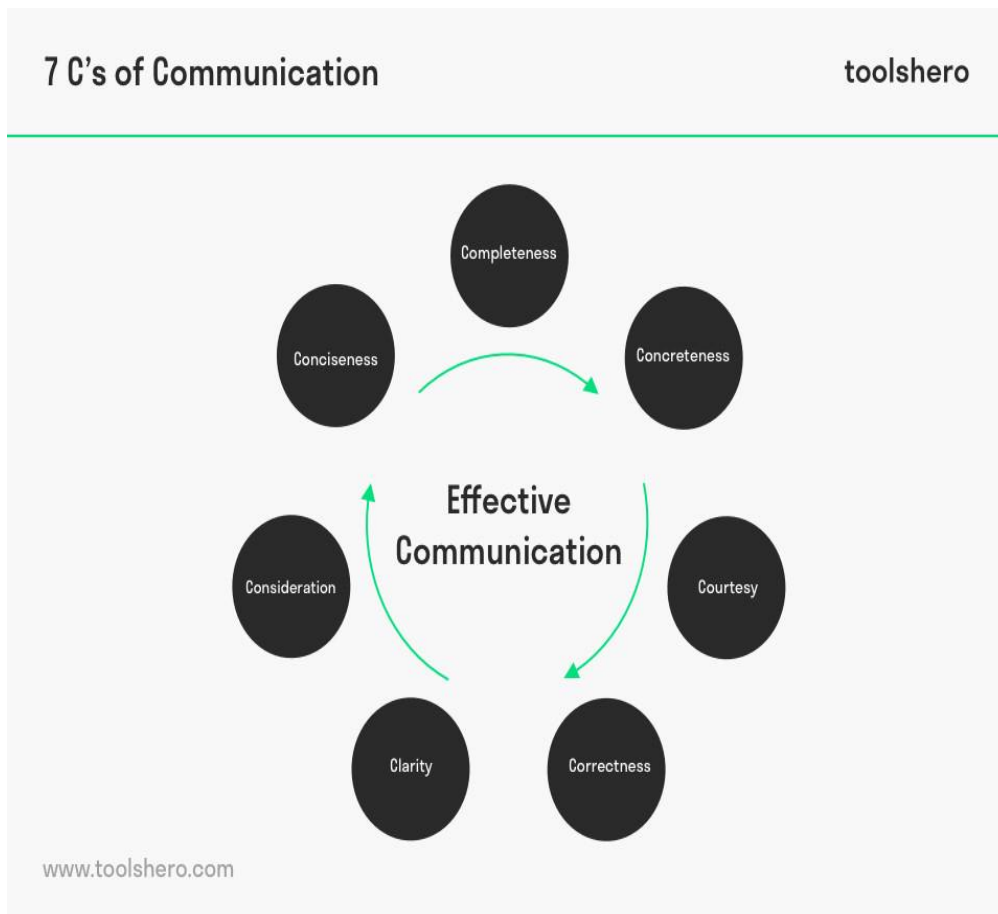 7 C's of Communication
toolshero
Completeness
Conciseness
Concreteness
Effective
Communication
Consideration
Courtesy
Clarity
Correctness
www.toolshero.com